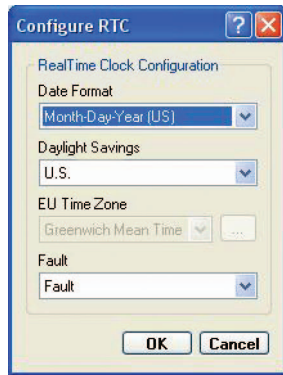 Configure RTC
RealTime Clock Configuration
Date Format
Month-Day-Year (US)
Daylight Savings
U.S.
EU Time Zone
Greenwich Mean Time ...
Fault
Fault
OK Cancel